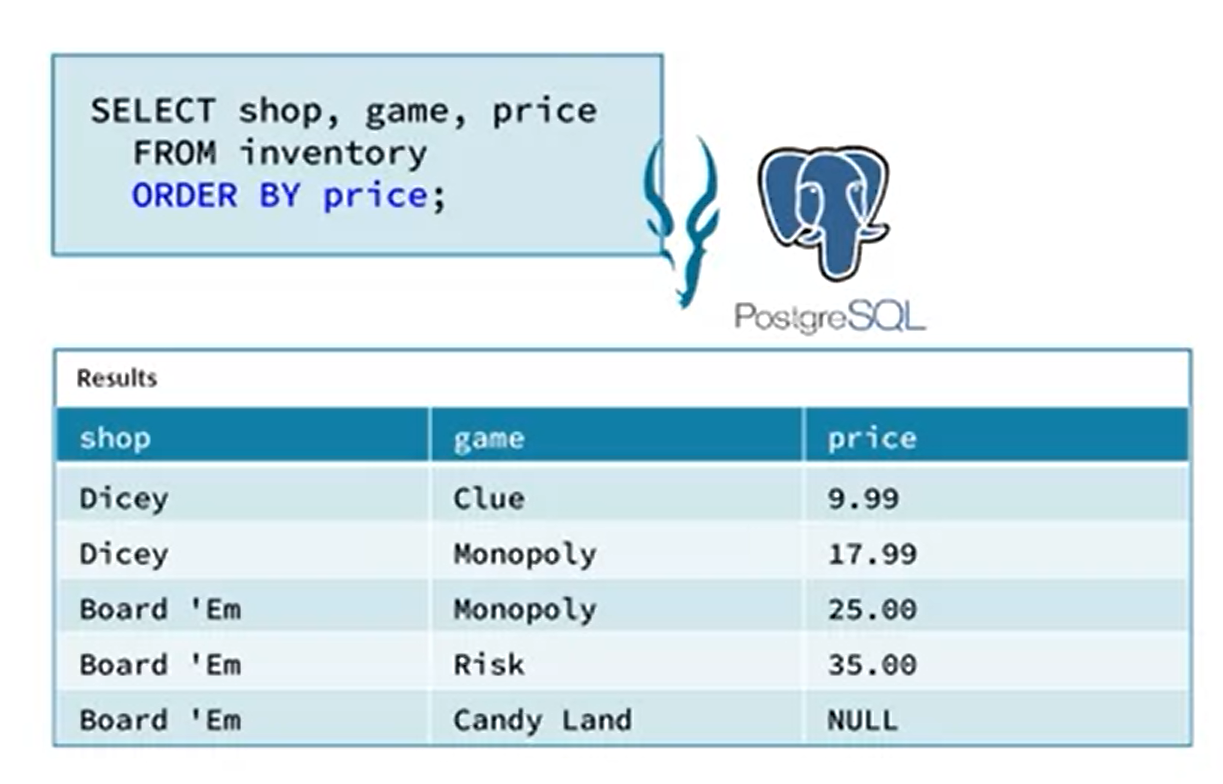 SELECT shop, game, price
FROM inventory
ORDER BY price;
PostgreSQL
Results
shop game price
Dicey Clue 9.99
Dicey Monopoly 17.99
Board 'Em Monopoly 25.00
Board 'Em Risk 35.00
Board 'Em Candy Land NULL